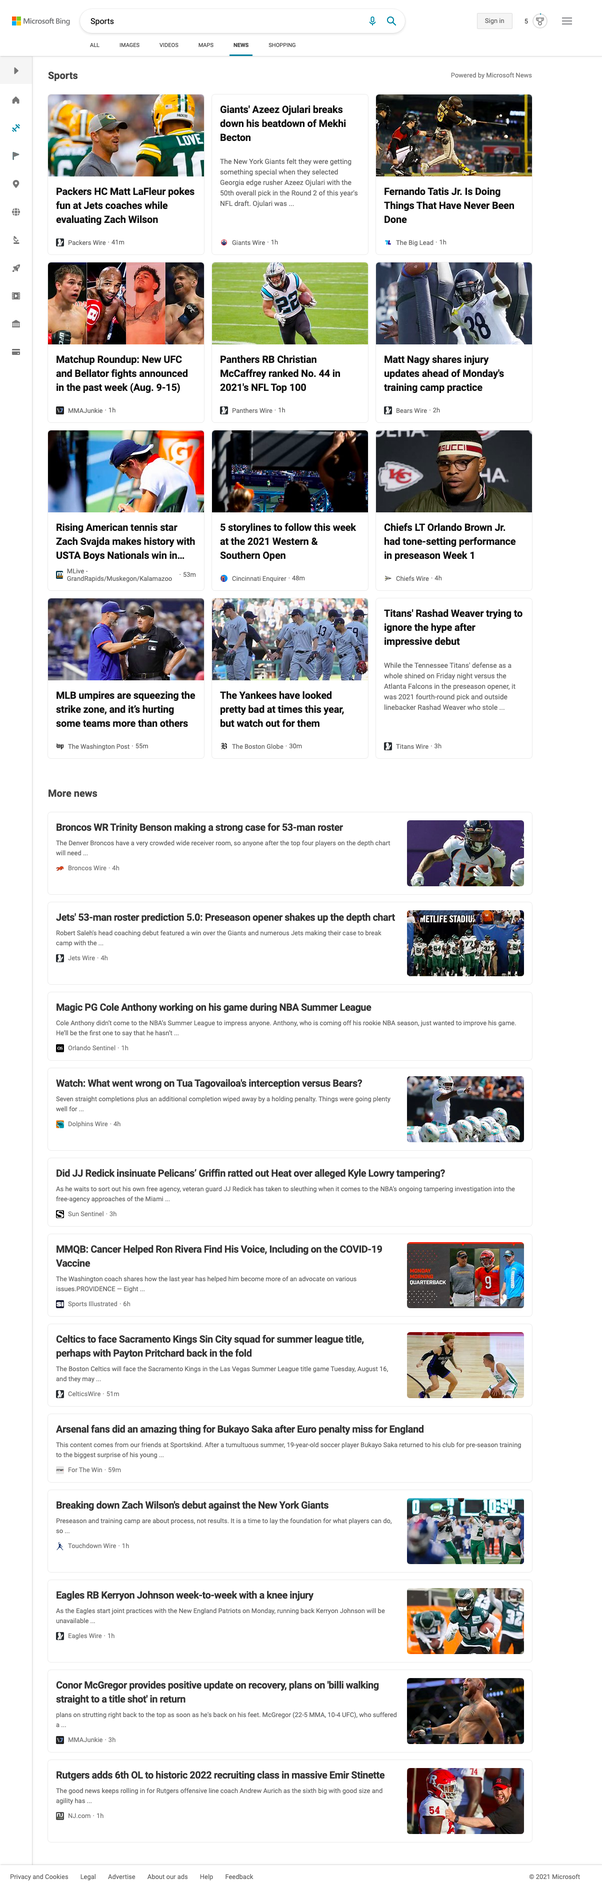 Microsoft Bing
Sports
Sign in
5
ALL IMAGES VIDEOS MAPS NEWS SHOPPING
Sports
Powered by Microsoft News
LOVE
Packers HC Matt LaFleur pokes
fun at Jets coaches while
evaluating Zach Wilson
Packers Wire · 41m
Giants' Azeez Ojulari breaks
down his beatdown of Mekhi
Becton
The New York Giants felt they were getting
something special when they selected
Georgia edge rusher Azeez Ojulari with the
50th overall pick in the Round 2 of this year's
NFL draft. Ojulari was ...
Giants Wire · 1h
Fernando Tatis Jr. Is Doing
Things That Have Never Been
Done
The Big Lead · 1h
Matchup Roundup: New UFC
and Bellator fights announced
in the past week (Aug. 9-15)
MMAJunkie · 1h
22
Panthers RB Christian
McCaffrey ranked No. 44 in
2021's NFL Top 100
Panthers Wire · 1h
38
Matt Nagy shares injury
updates ahead of Monday's
training camp practice
Bears Wire · 2h
G
Rising American tennis star
Zach Svajda makes history with
USTA Boys Nationals win in...
MLive -
GrandRapids/Muskegon/Kalamazoo · 53m
5 storylines to follow this week
at the 2021 Western &
Southern Open
Cincinnati Enquirer · 48m
GUCCI
Chiefs LT Orlando Brown Jr.
had tone-setting performance
in preseason Week 1
Chiefs Wire · 4h
MLB umpires are squeezing the
strike zone, and it's hurting
some teams more than others
The Washington Post · 55m
13
The Yankees have looked
pretty bad at times this year,
but watch out for them
The Boston Globe · 30m
Titans' Rashad Weaver trying to
ignore the hype after
impressive debut
While the Tennessee Titans' defense as a
whole shined on Friday night versus the
Atlanta Falcons in the preseason opener, it
was 2021 fourth-round pick and outside
linebacker Rashad Weaver who stole ...
Titans Wire · 3h
More news
Broncos WR Trinity Benson making a strong case for 53-man roster
The Denver Broncos have a very crowded wide receiver room, so anyone after the top four players on the depth chart
will need ...
Broncos Wire · 4h
Jets' 53-man roster prediction 5.0: Preseason opener shakes up the depth chart
Robert Saleh's head coaching debut featured a win over the Giants and numerous Jets making their case to break
camp with the ...
Jets Wire · 4h
METLIFE STADIU
Magic PG Cole Anthony working on his game during NBA Summer League
Cole Anthony didn't come to the NBA's Summer League to impress anyone. Anthony, who is coming off his rookie NBA season, just wanted to improve his game.
He'll be the first one to say that he hasn't ...
Orlando Sentinel · 1h
Watch: What went wrong on Tua Tagovailoa's interception versus Bears?
Seven straight completions plus an additional completion wiped away by a holding penalty. Things were going plenty
well for ...
Dolphins Wire · 4h
Did JJ Redick insinuate Pelicans' Griffin ratted out Heat over alleged Kyle Lowry tampering?
As he waits to sort out his own free agency, veteran guard JJ Redick has taken to sleuthing when it comes to the NBA's ongoing tampering investigation into the
free-agency approaches of the Miami ...
Sun Sentinel · 3h
MMQB: Cancer Helped Ron Rivera Find His Voice, Including on the COVID-19
Vaccine
The Washington coach shares how the last year has helped him become more of an advocate on various
issues.PROVIDENCE — Eight ...
Sports Illustrated · 6h
MONDAY
MORNING
QUARTERBACK
9
Celtics to face Sacramento Kings Sin City squad for summer league title,
perhaps with Payton Pritchard back in the fold
The Boston Celtics will face the Sacramento Kings in the Las Vegas Summer League title game Tuesday, August 16,
and they may ...
CelticsWire · 51m
Arsenal fans did an amazing thing for Bukayo Saka after Euro penalty miss for England
This content comes from our friends at Sportskind. After a tumultuous summer, 19-year-old soccer player Bukayo Saka returned to his club for pre-season training
to the biggest surprise of his young ...
For The Win · 59m
Breaking down Zach Wilson's debut against the New York Giants
Preseason and training camp are about process, not results. It is a time to lay the foundation for what players can do,
so ...
Touchdown Wire · 1h
2
Eagles RB Kerryon Johnson week-to-week with a knee injury
As the Eagles start joint practices with the New England Patriots on Monday, running back Kerryon Johnson will be
unavailable ...
Eagles Wire · 1h
Conor McGregor provides positive update on recovery, plans on 'billi walking
straight to a title shot' in return
plans on strutting right back to the top as soon as he's back on his feet. McGregor (22-5 MMA, 10-4 UFC), who suffered
a ...
MMAJunkie · 3h
Rutgers adds 6th OL to historic 2022 recruiting class in massive Emir Stinette
The good news keeps rolling in for Rutgers offensive line coach Andrew Aurich as the sixth big with good size and
agility has ...
NJ.com · 1h
R
74
54
Privacy and Cookies Legal Advertise About our ads Help Feedback
© 2021 Microsoft